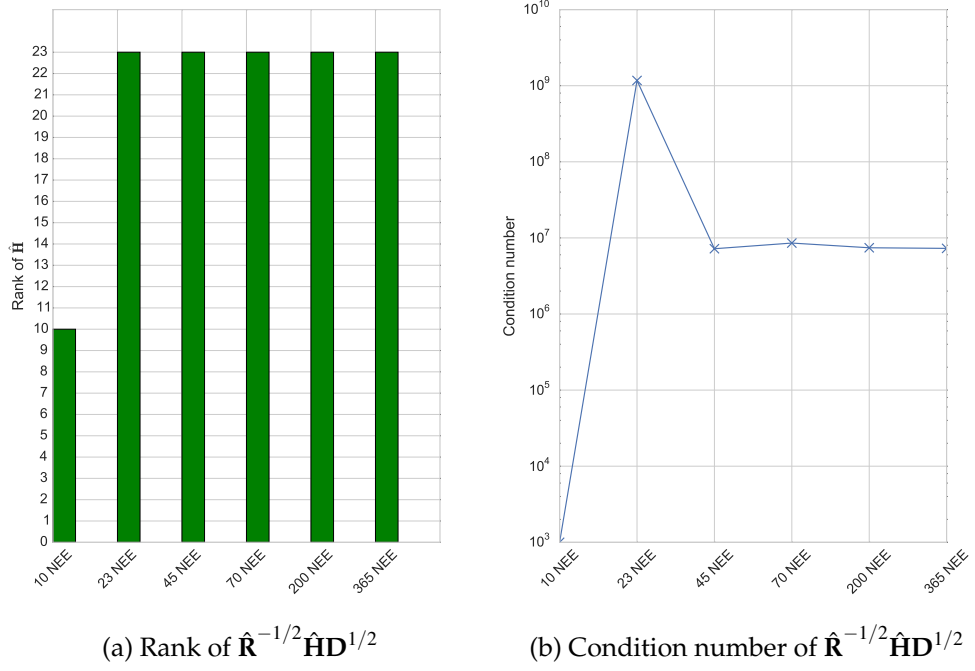 23
22
21
20
19
18
17
16
15
14
13
12
11
10
9
8
7
6
5
4
3
2
1
0
Rank of Ĥ
10 NEE
23 NEE
45 NEE
70 NEE
200 NEE
365 NEE
(a) Rank of R̂^{-1/2}ĤD^{1/2}
10^{10}
10^9
10^8
10^7
10^6
10^5
10^4
10^3
Condition number
10 NEE
23 NEE
45 NEE
70 NEE
200 NEE
365 NEE
(b) Condition number of R̂^{-1/2}ĤD^{1/2}